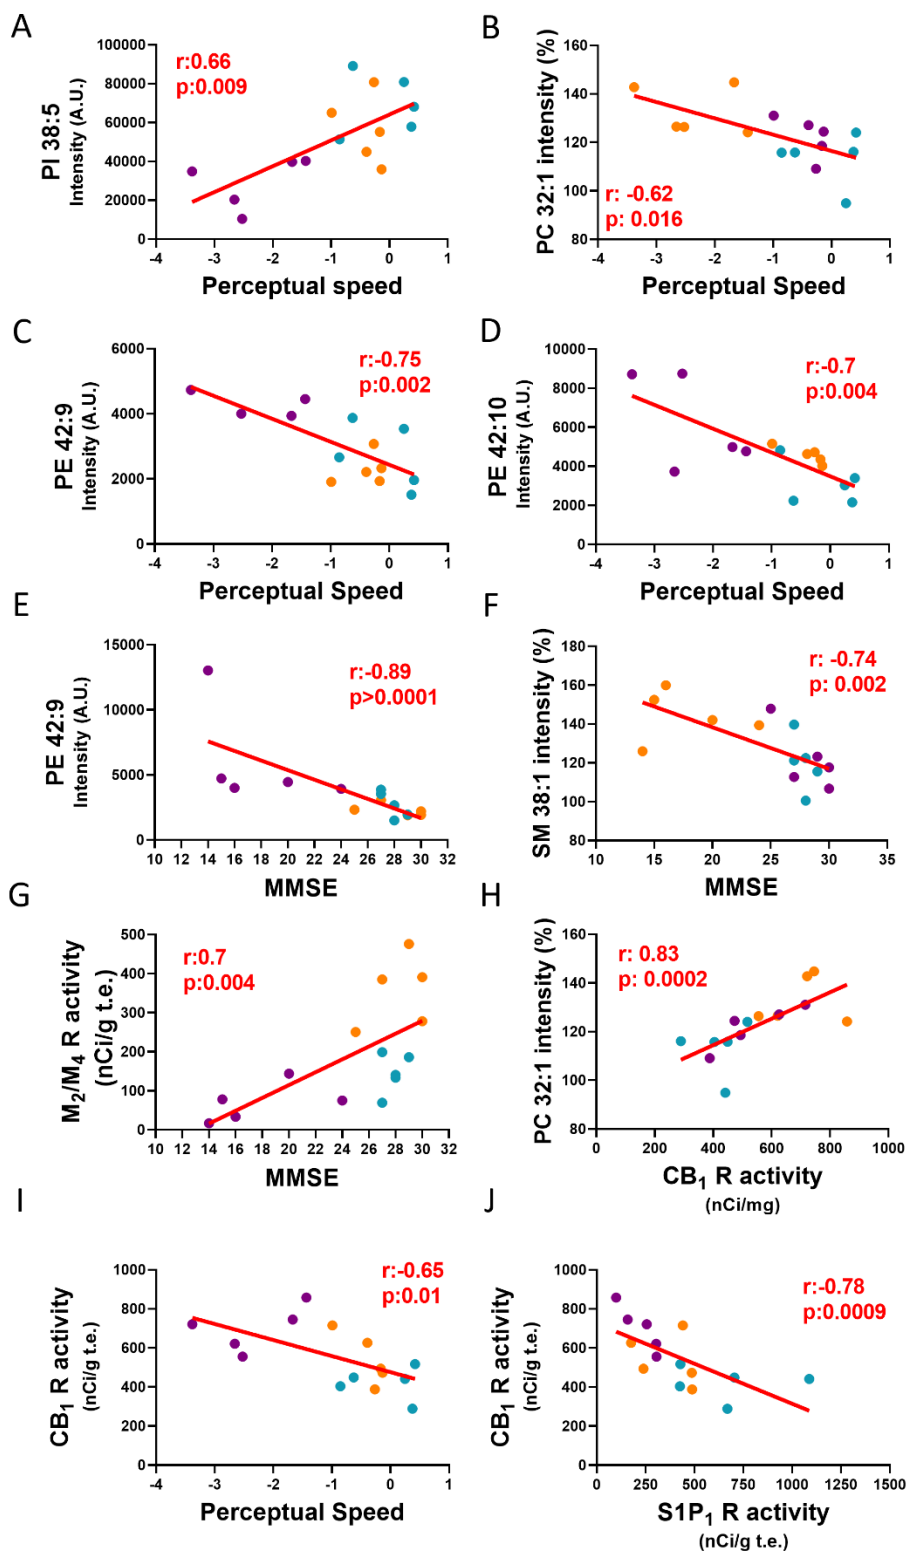 A
PI 38:5
Intensity (A.U.)
100000
80000
60000
40000
20000
0
r:0.66
p:0.009
-4
-3
-2
-1
0
1
Perceptual speed
B
PC 32:1 intensity (%)
160
140
120
100
80
r: -0.62
p: 0.016
-4
-3
-2
-1
0
1
Perceptual Speed
C
PE 42:9
Intensity (A.U.)
6000
4000
2000
0
r:-0.75
p:0.002
-4
-3
-2
-1
0
1
Perceptual Speed
D
PE 42:10
Intensity (A.U.)
10000
8000
6000
4000
2000
0
r:-0.7
p:0.004
-4
-3
-2
-1
0
1
Perceptual Speed
E
PE 42:9
Intensity (A.U.)
15000
10000
5000
0
r:-0.89
p>0.0001
10 12 14 16 18 20 22 24 26 28 30 32
MMSE
F
SM 38:1 intensity (%)
180
160
140
120
100
80
r: -0.74
p: 0.002
10 15 20 25 30 35
MMSE
G
M2/M4 R activity
(nCi/g t.e.)
500
400
300
200
100
0
r:0.7
p:0.004
10 12 14 16 18 20 22 24 26 28 30 32
MMSE
H
PC 32:1 intensity (%)
160
140
120
100
80
r: 0.83
p: 0.0002
0 200 400 600 800 1000
CB1 R activity
(nCi/mg)
I
CB1 R activity
(nCi/g t.e.)
1000
800
600
400
200
0
r:-0.65
p:0.01
-4
-3
-2
-1
0
1
Perceptual Speed
J
CB1 R activity
(nCi/g t.e.)
1000
800
600
400
200
0
r:-0.78
p:0.0009
0 250 500 750 1000 1500
S1P1 R activity
(nCi/g t.e.)